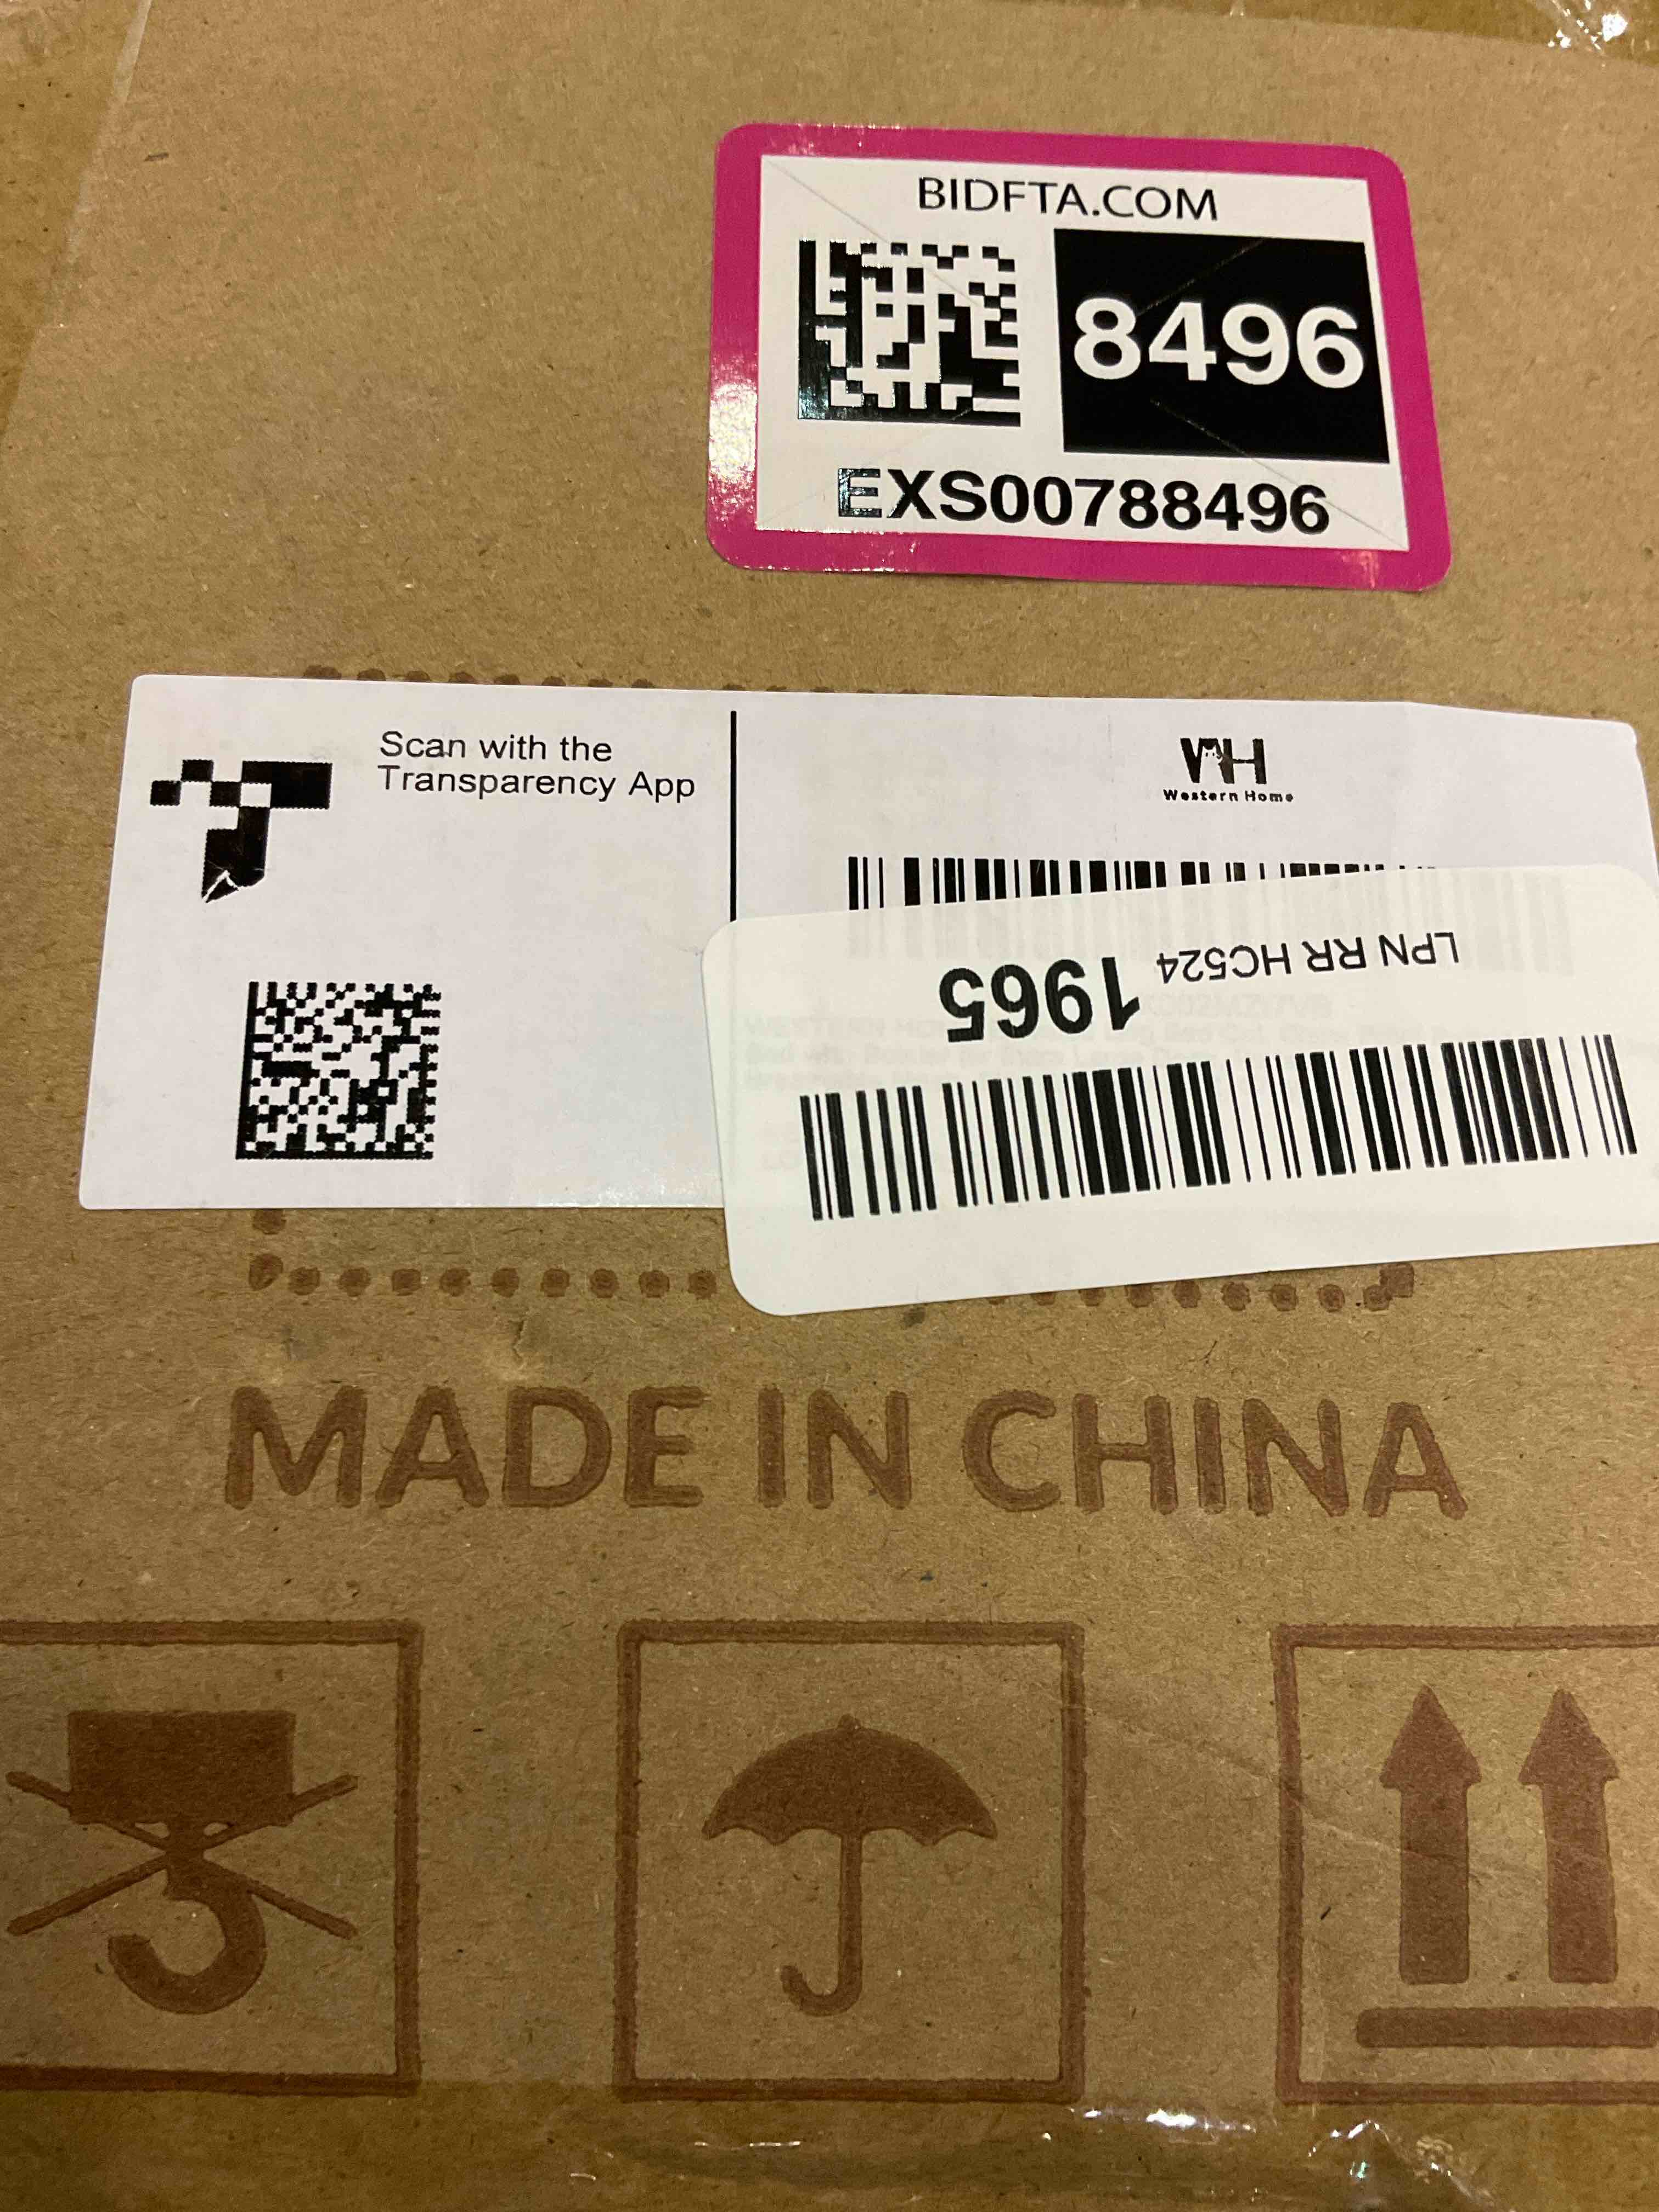 BIDFTA.COM
8496
EXS00788496
Scan with the
Transparency App
WH
Western Home
LPN RR HC524 1965
MADE IN CHINA